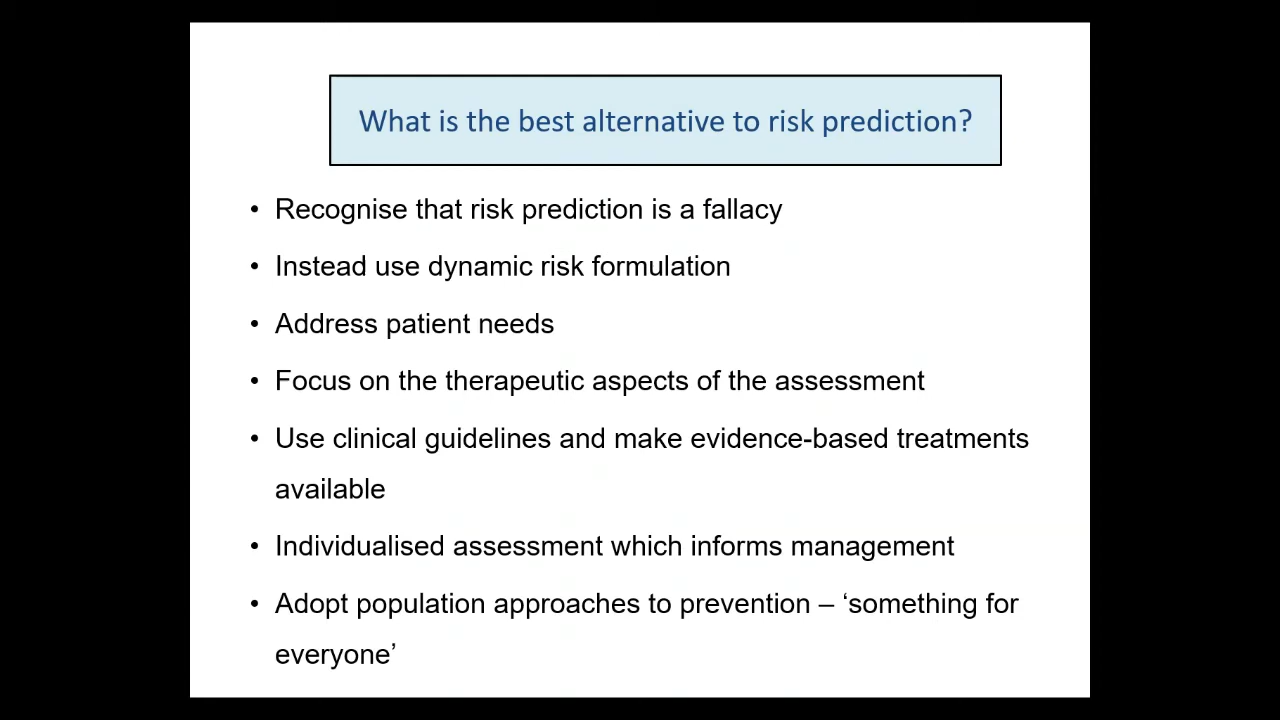 What is the best alternative to risk prediction?
• Recognise that risk prediction is a fallacy
• Instead use dynamic risk formulation
• Address patient needs
• Focus on the therapeutic aspects of the assessment
• Use clinical guidelines and make evidence-based treatments
available
• Individualised assessment which informs management
• Adopt population approaches to prevention – ‘something for
everyone’